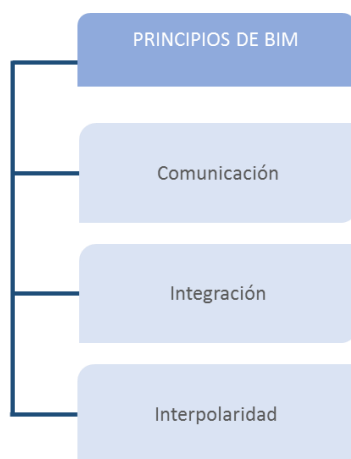 PRINCIPIOS DE BIM
Comunicación
Integración
Interpolaridad